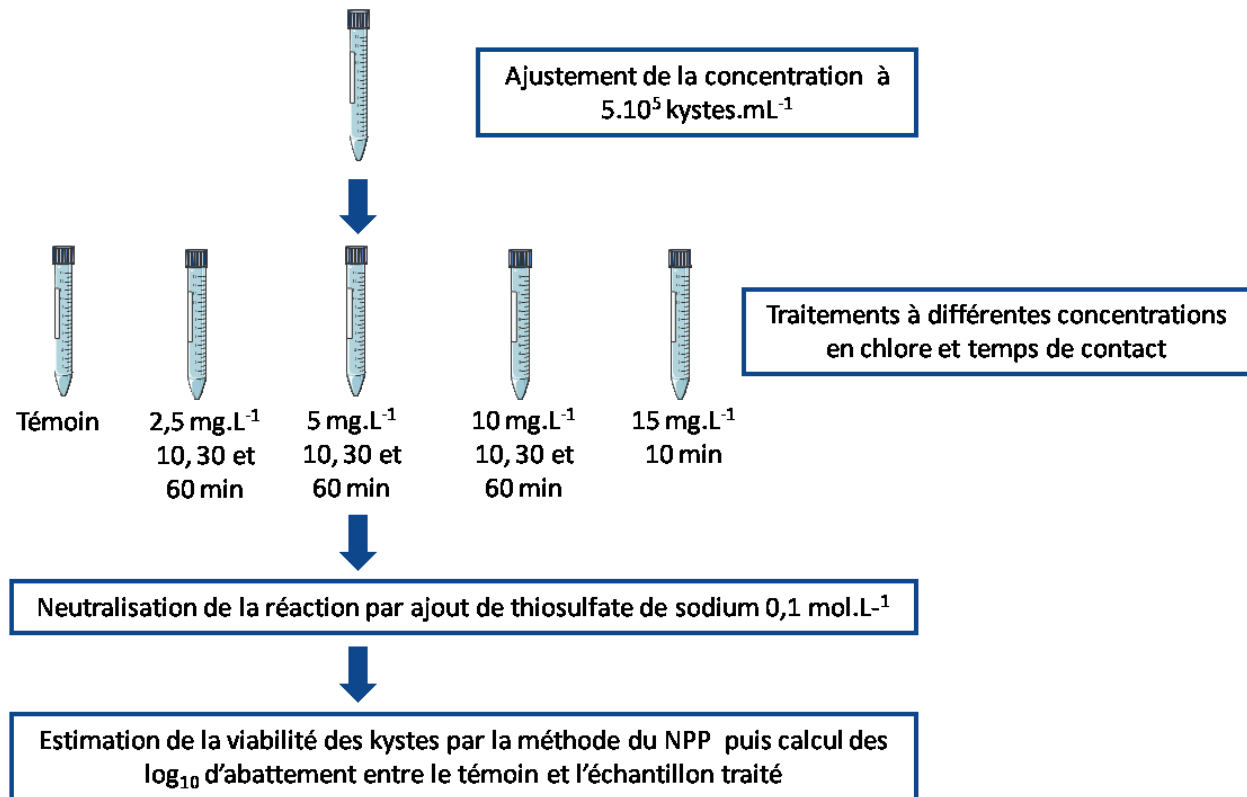 Ajustement de la concentration à
5.10⁵ kystes.mL⁻¹
Traitements à différentes concentrations
en chlore et temps de contact
Témoin
2,5 mg.L⁻¹
10, 30 et
60 min
5 mg.L⁻¹
10, 30 et
60 min
10 mg.L⁻¹
10, 30 et
60 min
15 mg.L⁻¹
10 min
Neutralisation de la réaction par ajout de thiosulfate de sodium 0,1 mol.L-¹
Estimation de la viabilité des kystes par la méthode du NPP puis calcul des
log₁₀ d’abattement entre le témoin et l’échantillon traité